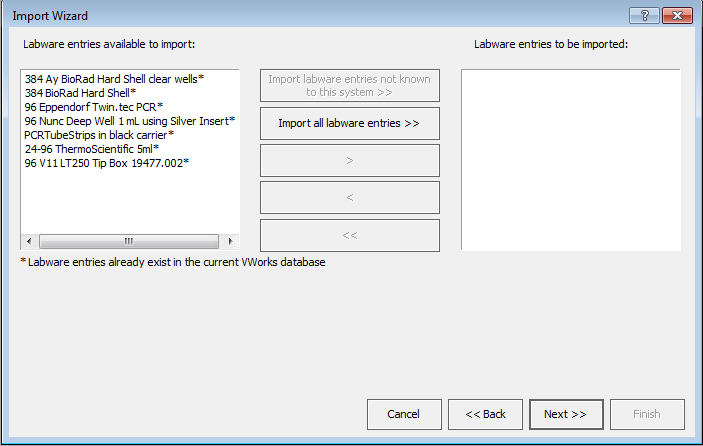 Import Wizard
?
Labware entries available to import:
Labware entries to be imported:
384 Ay BioRad Hard Shell clear wells*
384 BioRad Hard Shell*
96 Eppendorf Twin.tec PCR*
96 Nunc Deep Well 1 mL using Silver Insert*
PCRTubeStrips in black carrier*
24-96 ThermoScientific 5ml*
96 V11 LT250 Tip Box 19477.002*
Import labware entries not known
to this system >>
Import all labware entries >>
>
<
<<
* Labware entries already exist in the current VWorks database
Cancel
<< Back
Next >>
Finish